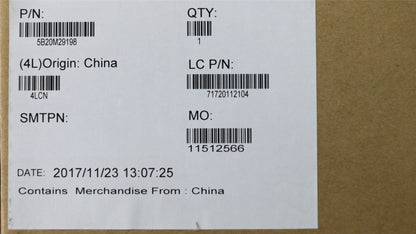 P/N: QTY:
5B20M29198 1
(4L)Origin: China LC P/N:
4LCN 71720112104
SMTPN: MO:
11512566
DATE: 2017/11/23 13:07:25
Contains Merchandise From : China